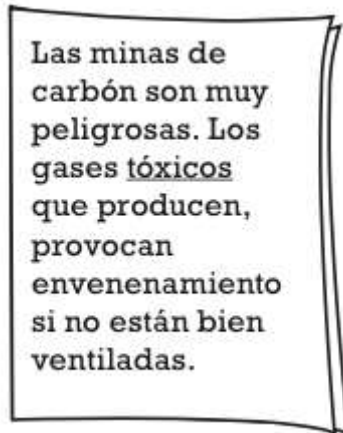 Las minas de
carbón son muy
peligrosas. Los
gases tóxicos
que producen,
provocan
envenenamiento
si no están bien
ventiladas.